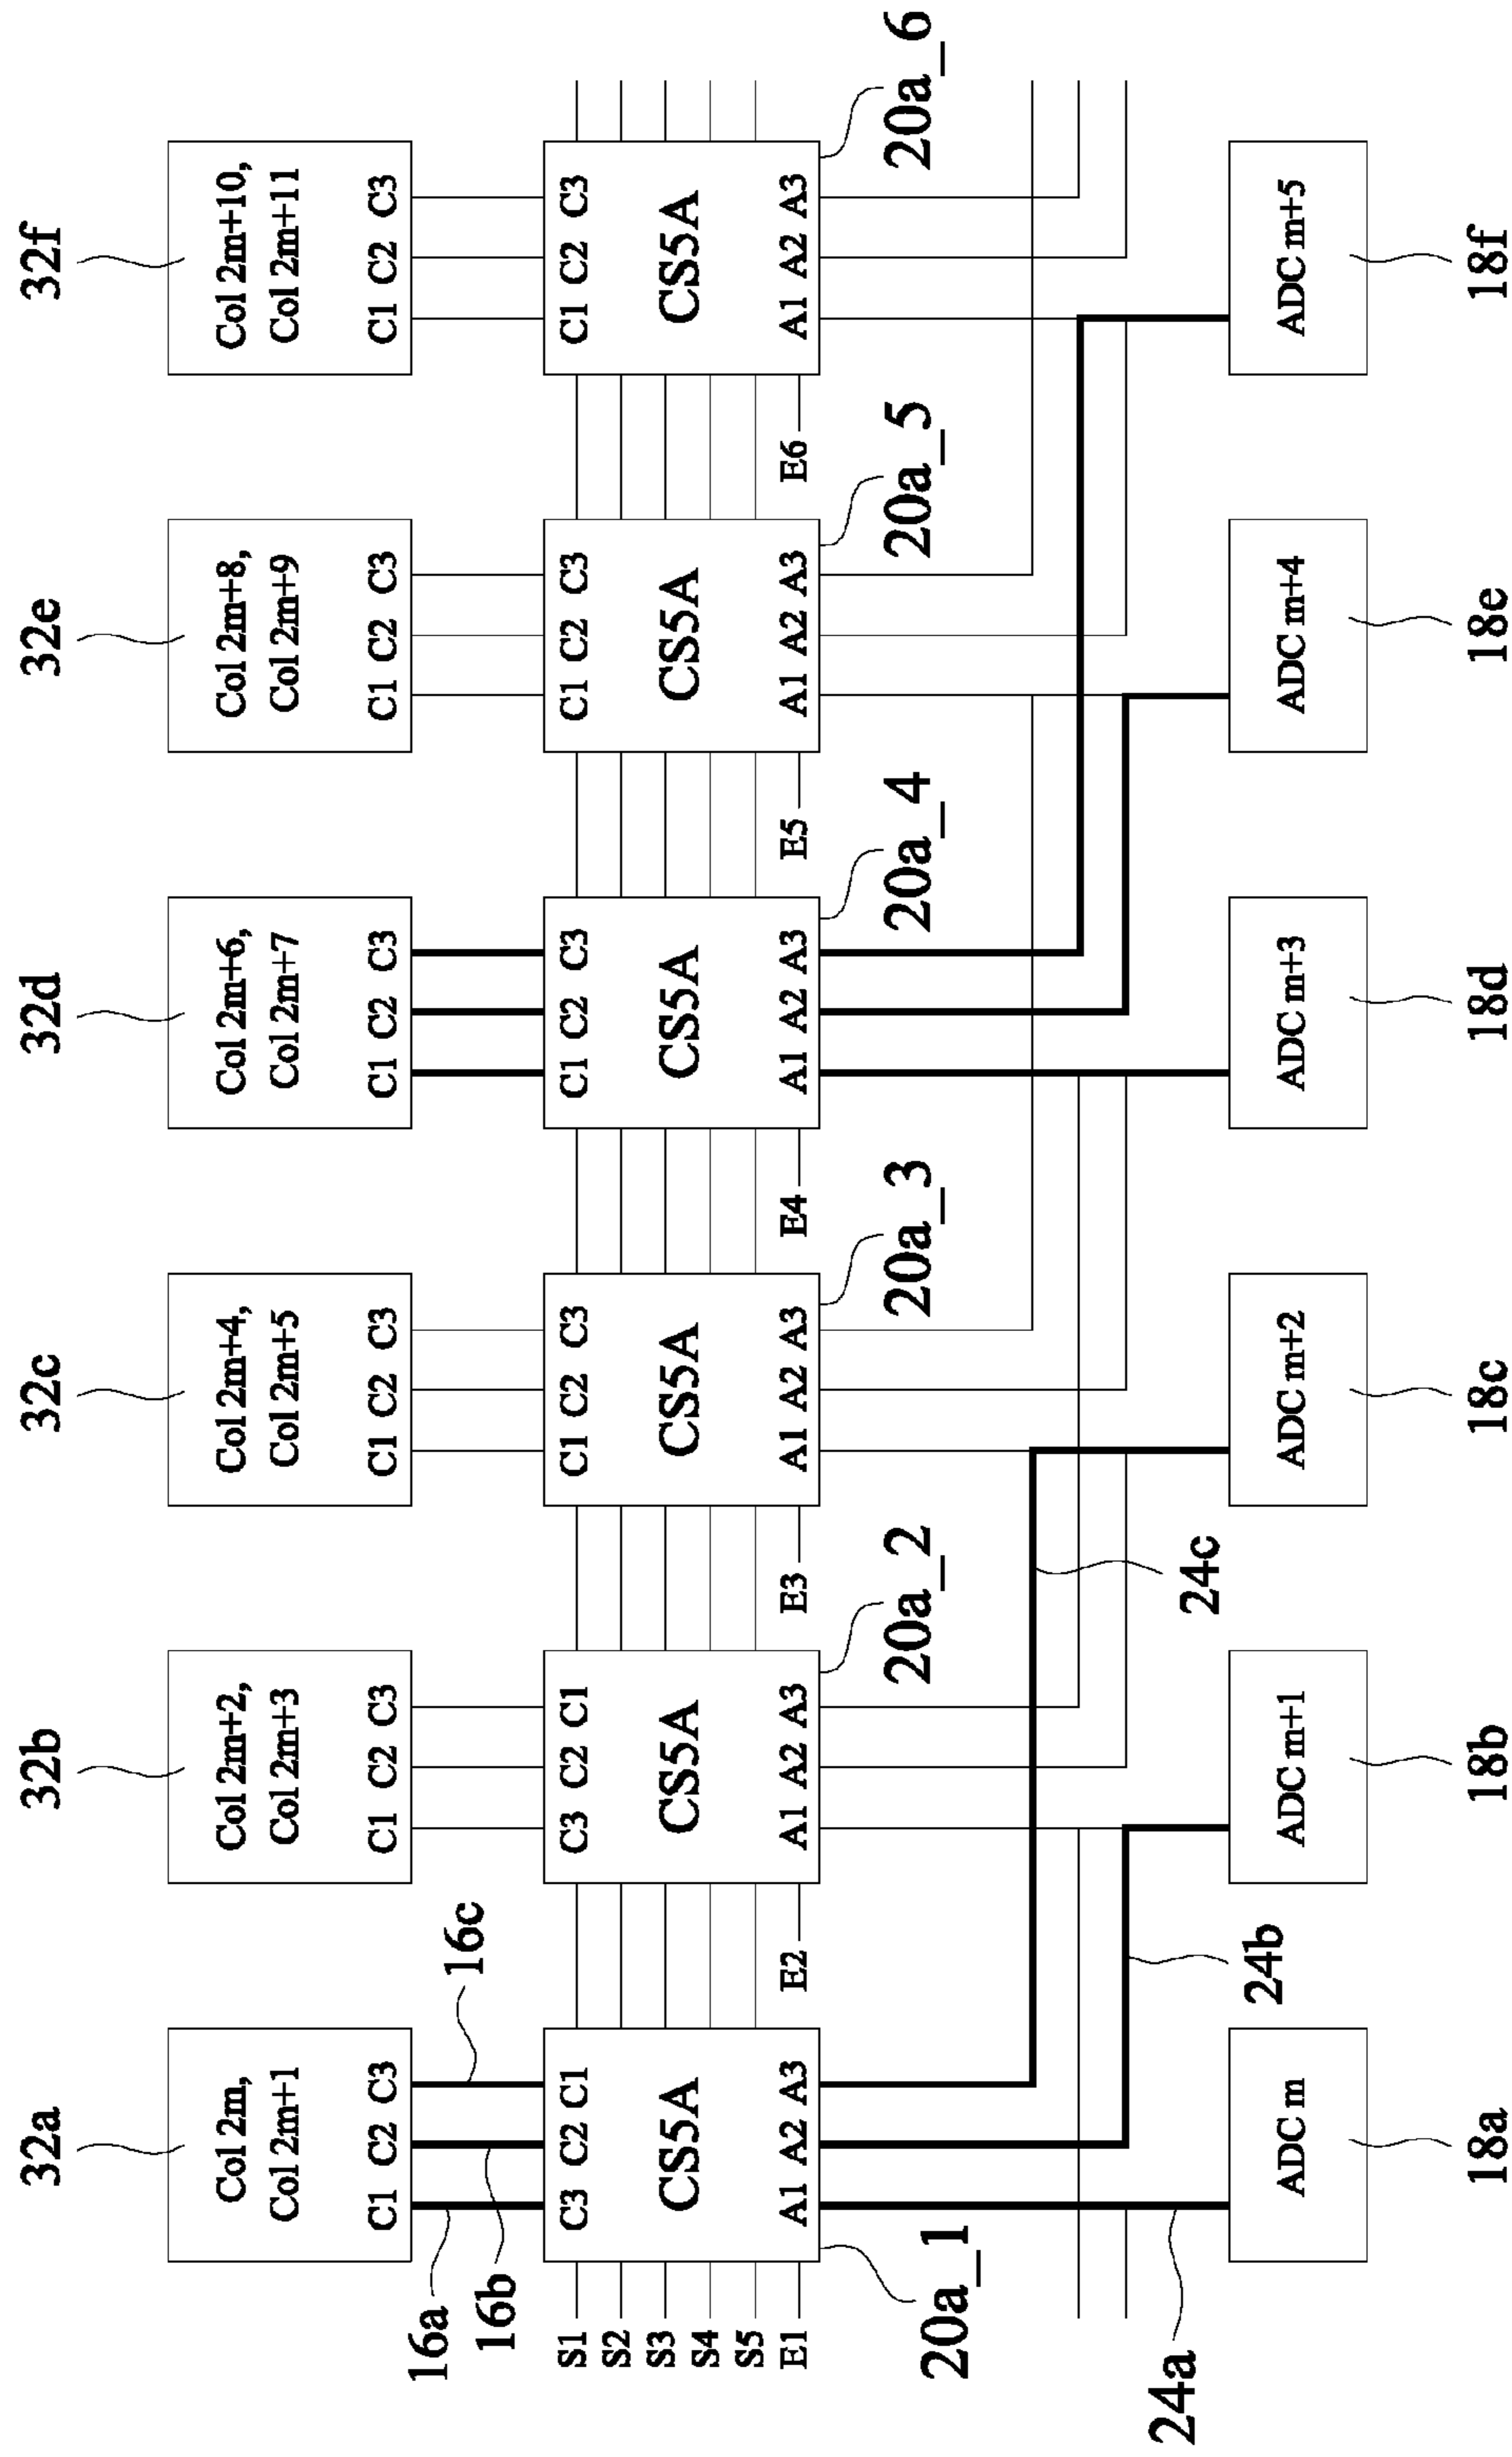 32a
32b
32c
32d
32e
32f
Col 2m,
Col 2m+1
C1 C2 C3
Col 2m+2,
Col 2m+3
C1 C2 C3
Col 2m+4,
Col 2m+5
C1 C2 C3
Col 2m+6,
Col 2m+7
C1 C2 C3
Col 2m+8,
Col 2m+9
C1 C2 C3
Col 2m+10,
Col 2m+11
C1 C2 C3
16a
16b
16c
S1
S2
S3
S4
S5
E1
C3 C2 C1
CS5A
A1 A2 A3
20a_1
E2
C3 C2 C1
CS5A
A1 A2 A3
20a_2
E3
C1 C2 C3
CS5A
A1 A2 A3
20a_3
E4
C1 C2 C3
CS5A
A1 A2 A3
20a_4
E5
C1 C2 C3
CS5A
A1 A2 A3
20a_5
E6
C1 C2 C3
CS5A
A1 A2 A3
20a_6
24a
24b
24c
ADC m
ADC m+1
ADC m+2
ADC m+3
ADC m+4
ADC m+5
18a
18b
18c
18d
18e
18f